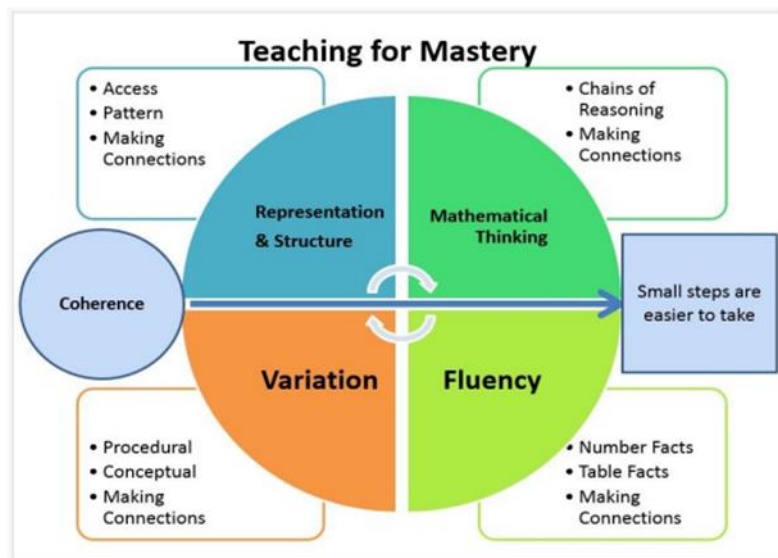 Teaching for Mastery
• Access
• Pattern
• Making
Connections
• Chains of
Reasoning
• Making
Connections
Representation
& Structure
Mathematical
Thinking
Coherence
Small steps are
easier to take
Variation
Fluency
• Procedural
• Conceptual
• Making
Connections
• Number Facts
• Table Facts
• Making
Connections